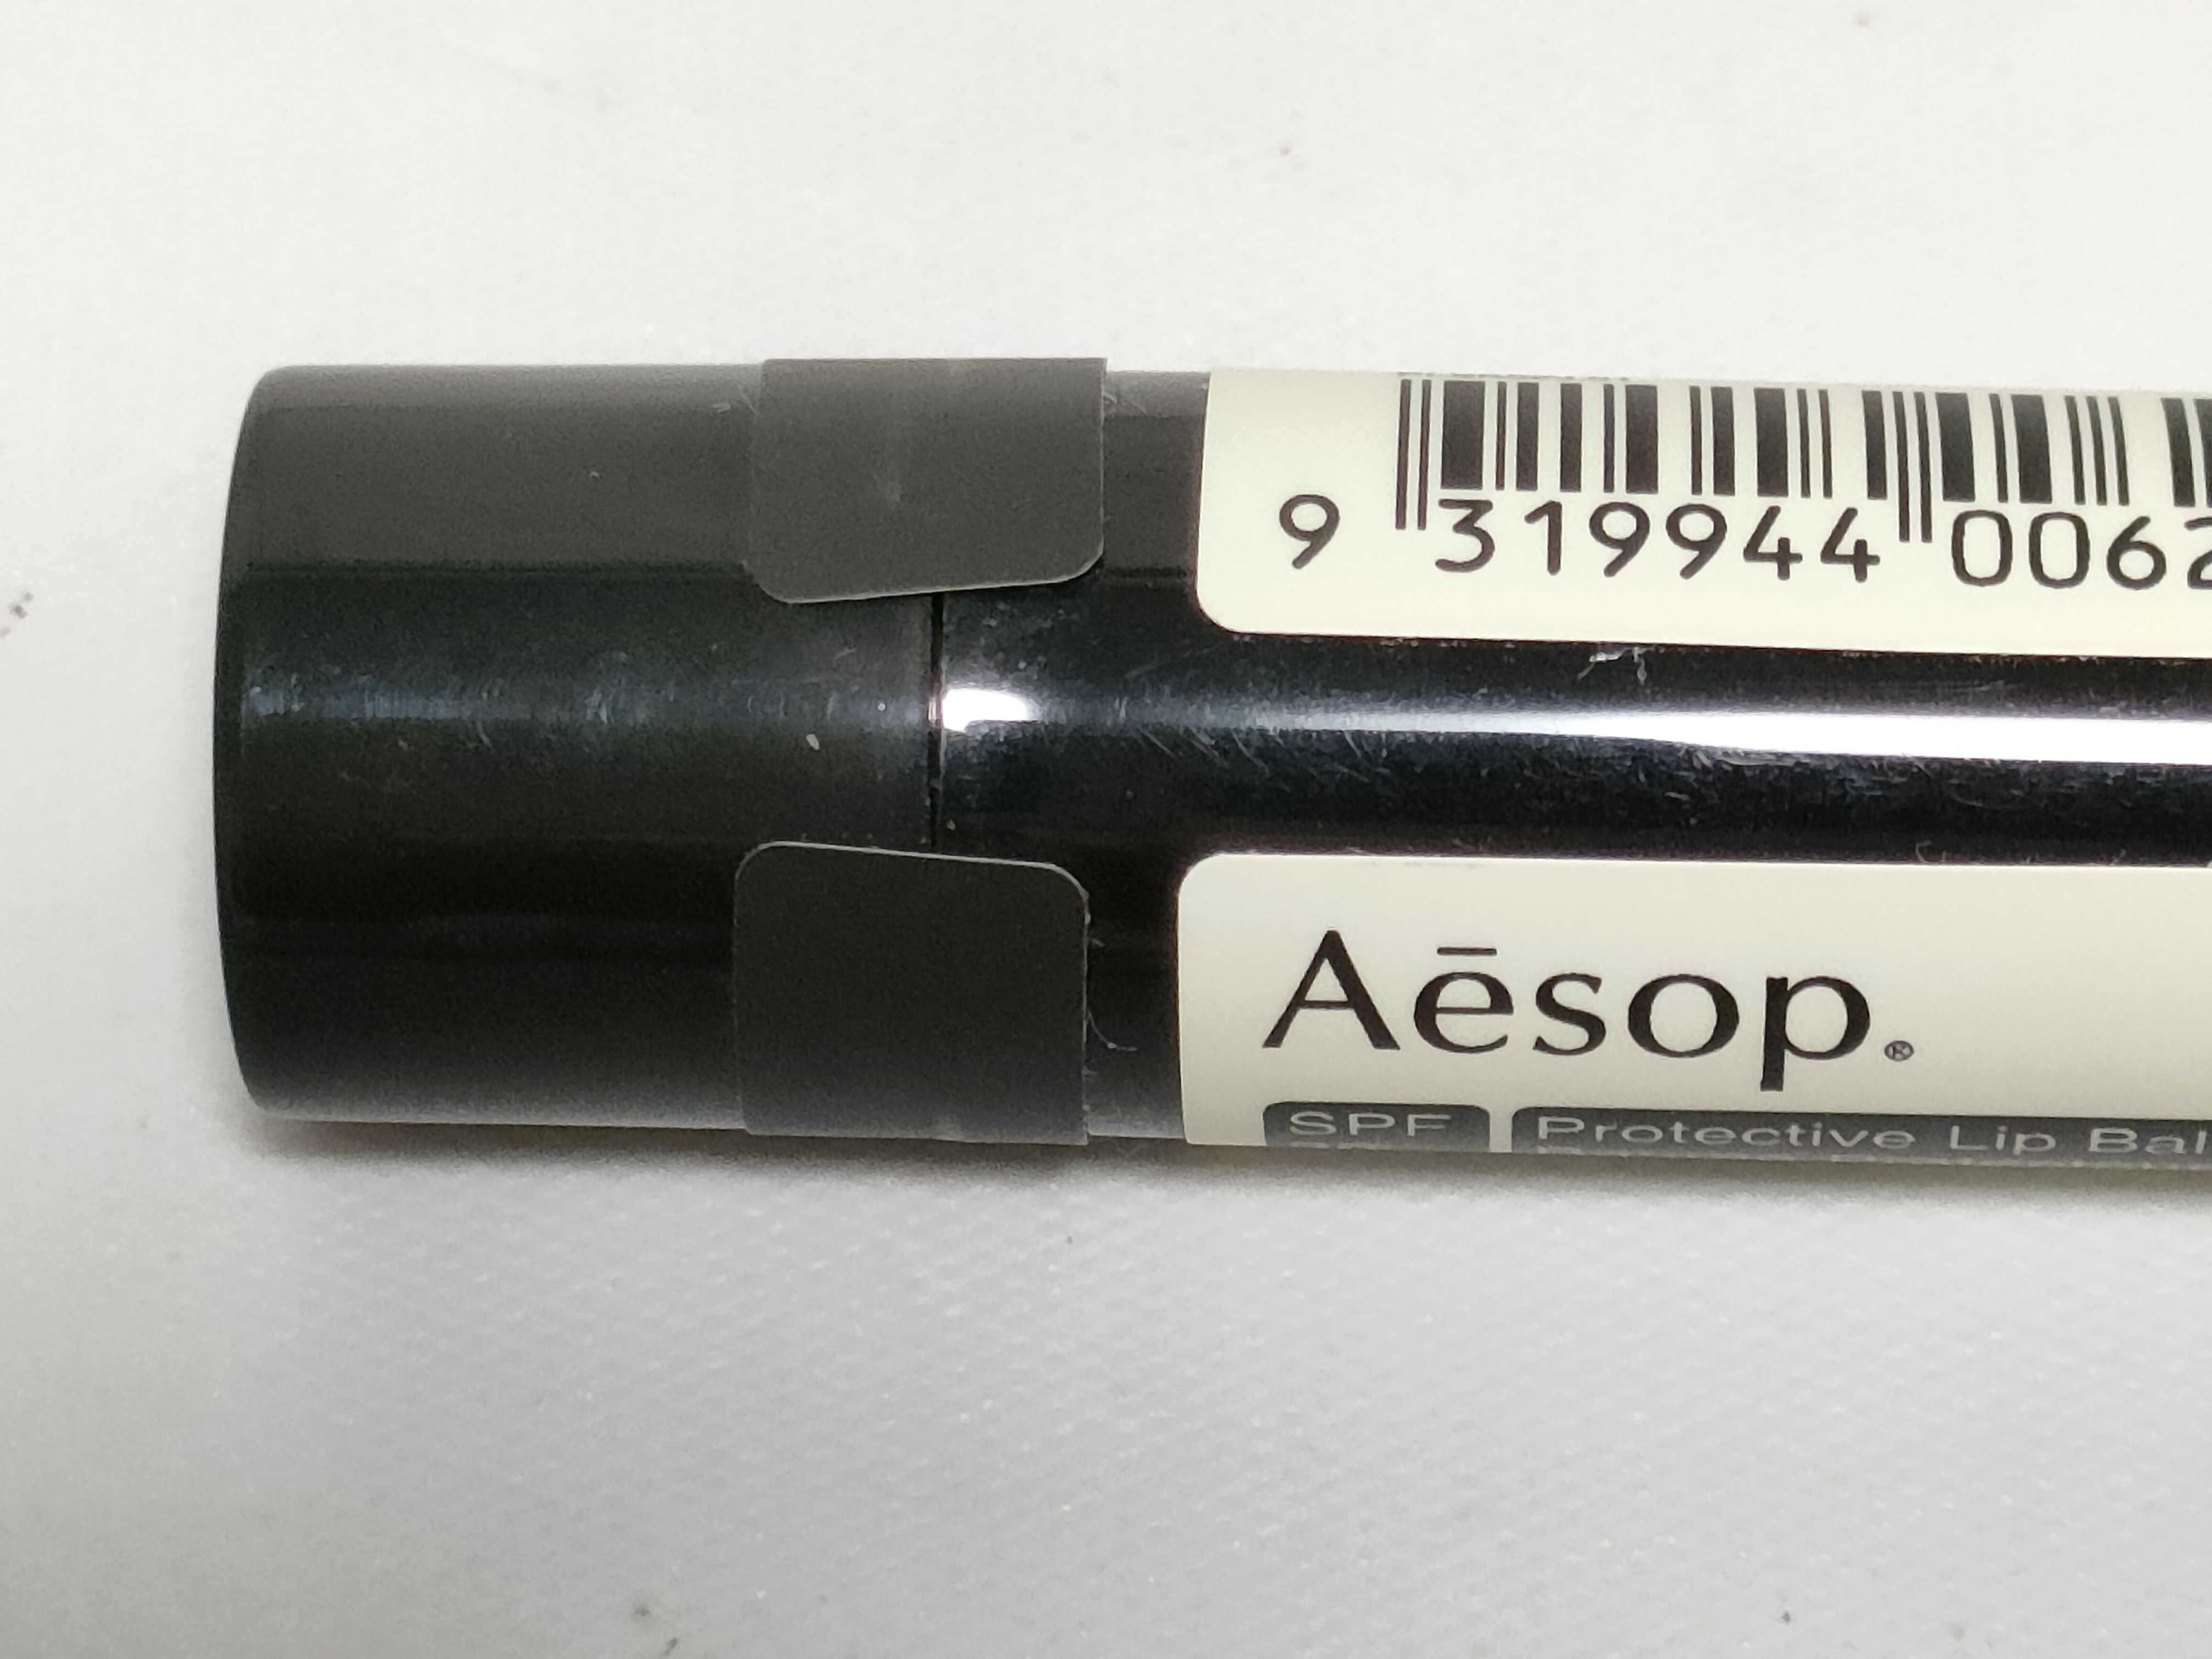 9 319944 0062
Aēsop.®
SPF Protective Lip Bal